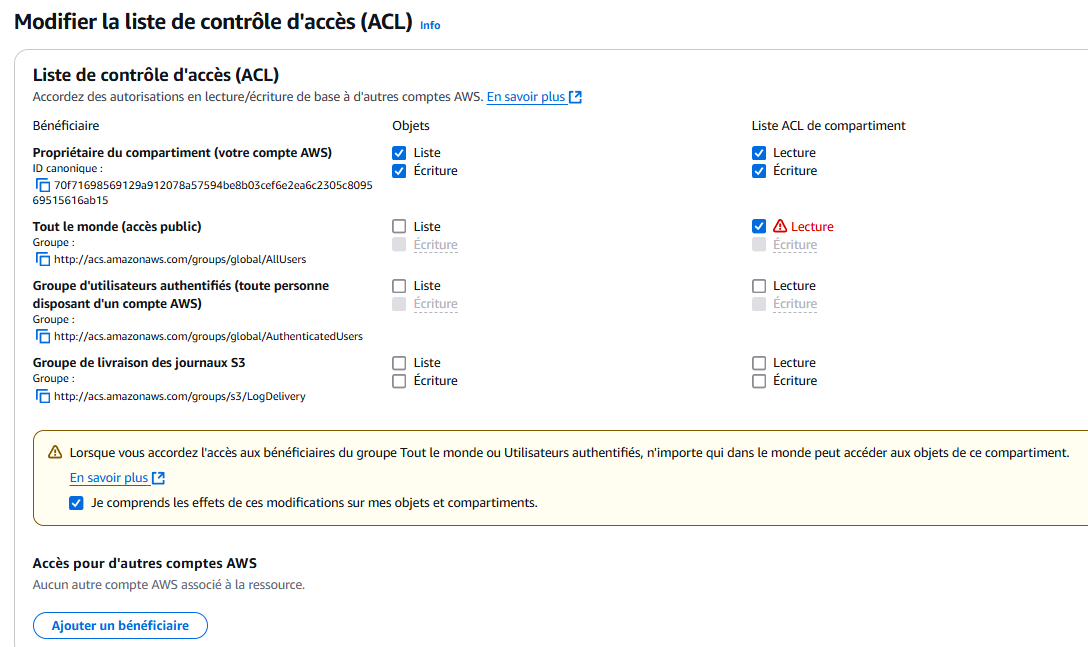 Modifier la liste de contrôle d'accès (ACL) Info
Liste de contrôle d'accès (ACL)
Accordez des autorisations en lecture/écriture de base à d'autres comptes AWS. En savoir plus
Bénéficiaire Objets Liste ACL de compartiment
Propriétaire du compartiment (votre compte AWS) Liste Lecture
ID canonique : Écriture Écriture
70f71698569129a912078a57594be8b03cef6e2ea6c2305c8095
69515616ab15
Tout le monde (accès public) Liste Lecture
Groupe : Écriture Écriture
http://acs.amazonaws.com/groups/global/AllUsers
Groupe d'utilisateurs authentifiés (toute personne Liste Lecture
disposant d'un compte AWS) Écriture Écriture
Groupe :
http://acs.amazonaws.com/groups/global/AuthenticatedUsers
Groupe de livraison des journaux S3 Liste Lecture
Groupe : Écriture Écriture
http://acs.amazonaws.com/groups/s3/LogDelivery
Lorsque vous accordez l'accès aux bénéficiaires du groupe Tout le monde ou Utilisateurs authentifiés, n'importe qui dans le monde peut accéder aux objets de ce compartiment.
En savoir plus
Je comprends les effets de ces modifications sur mes objets et compartiments.
Accès pour d'autres comptes AWS
Aucun autre compte AWS associé à la ressource.
Ajouter un bénéficiaire